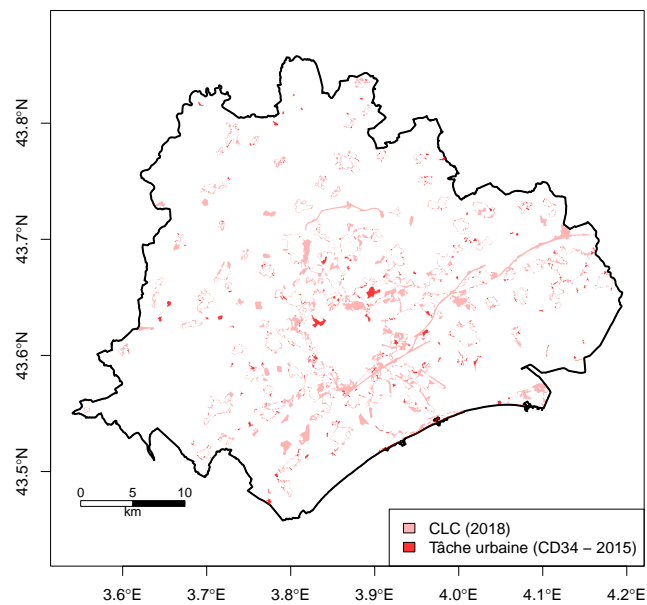 43.8°N
43.7°N
43.6°N
43.5°N
0 5 10
km
CLC (2018)
Tâche urbaine (CD34 − 2015)
3.6°E 3.7°E 3.8°E 3.9°E 4.0°E 4.1°E 4.2°E